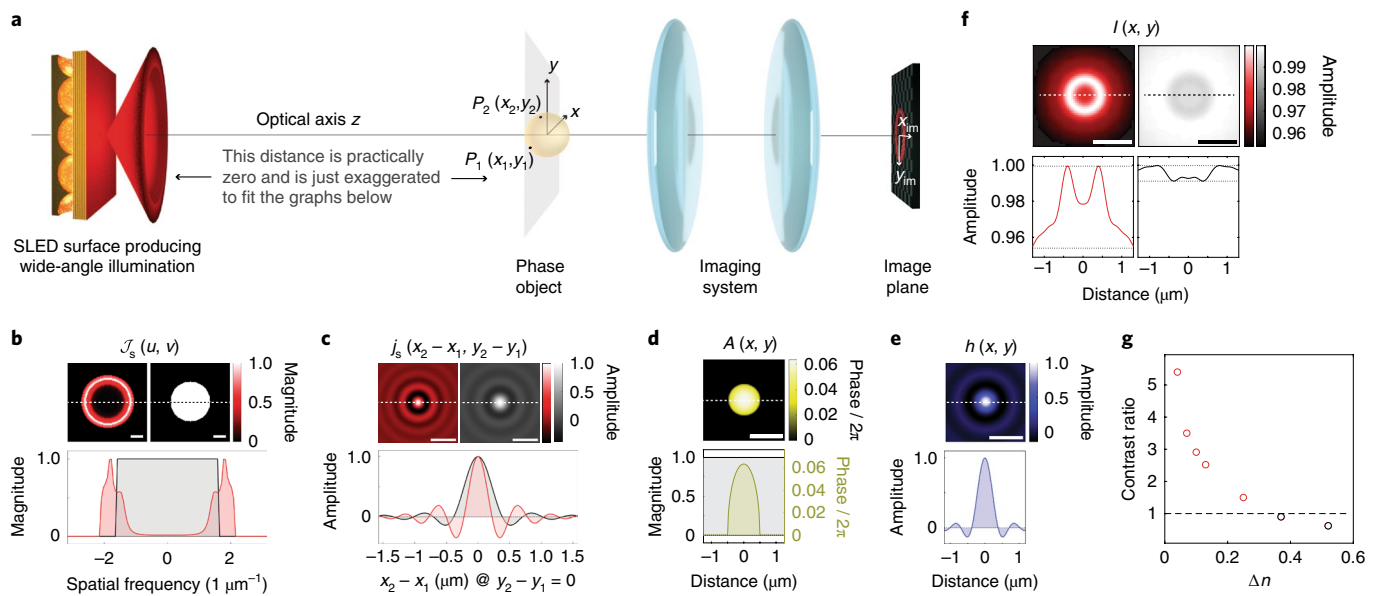 a
y
P₂ (x₂,y₂)
x
Optical axis z
P₁ (x₁,y₁)
This distance is practically
zero and is just exaggerated
to fit the graphs below
x_im
y_im
SLED surface producing
wide-angle illumination
Phase
object
Imaging
system
Image
plane
f
I (x, y)
0.99
0.98
0.97
0.96
Amplitude
1.00
0.98
0.96
Amplitude
−1 0 1 −1 0 1
Distance (μm)
b
𝒥ₛ (u, v)
1.0
0.5
0
Magnitude
1.0
0
Magnitude
−2 0 2
Spatial frequency (1 μm⁻¹)
c
jₛ (x₂ − x₁, y₂ − y₁)
1.0
0.5
0
Amplitude
1.0
0
Amplitude
−1.5 −1 −0.5 0 0.5 1 1.5
x₂ − x₁ (μm) @ y₂ − y₁ = 0
d
A (x, y)
0.06
0.04
0.02
0
Phase / 2π
1.0
0.5
0
Magnitude
0.06
0.04
0.02
0
Phase / 2π
−1 0 1
Distance (μm)
e
h (x, y)
1.0
0.5
0
Amplitude
1.0
0
Amplitude
−1 0 1
Distance (μm)
g
5
4
3
2
1
Contrast ratio
0 0.2 0.4 0.6
Δn